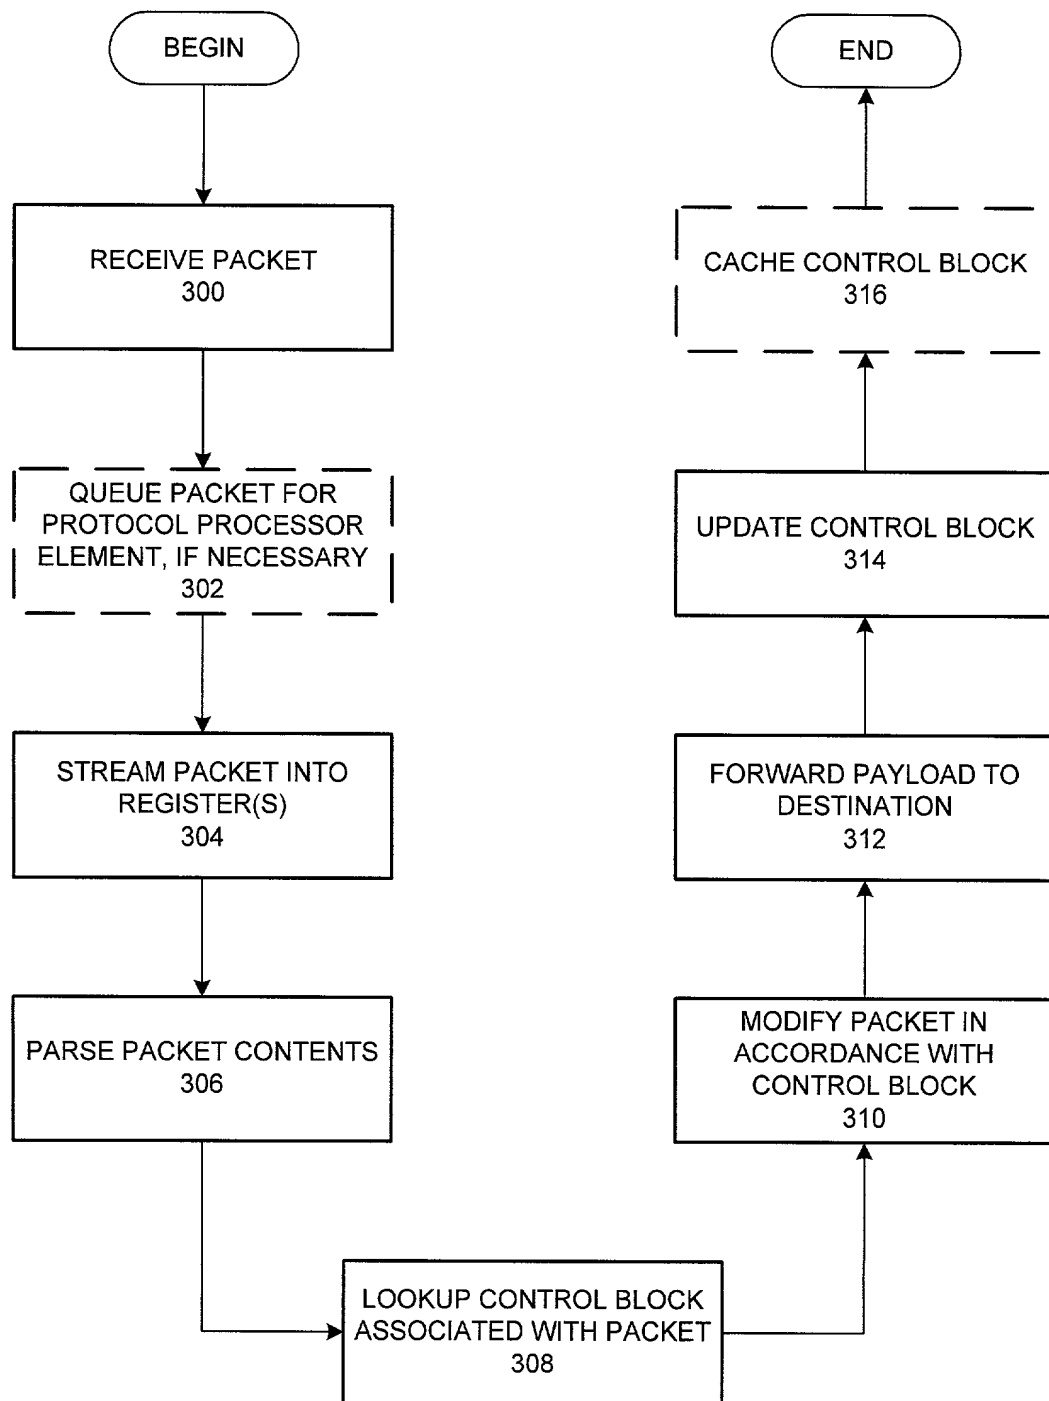 BEGIN
RECEIVE PACKET
300
QUEUE PACKET FOR
PROTOCOL PROCESSOR
ELEMENT, IF NECESSARY
302
STREAM PACKET INTO
REGISTER(S)
304
PARSE PACKET CONTENTS
306
LOOKUP CONTROL BLOCK
ASSOCIATED WITH PACKET
308
MODIFY PACKET IN
ACCORDANCE WITH
CONTROL BLOCK
310
FORWARD PAYLOAD TO
DESTINATION
312
UPDATE CONTROL BLOCK
314
CACHE CONTROL BLOCK
316
END